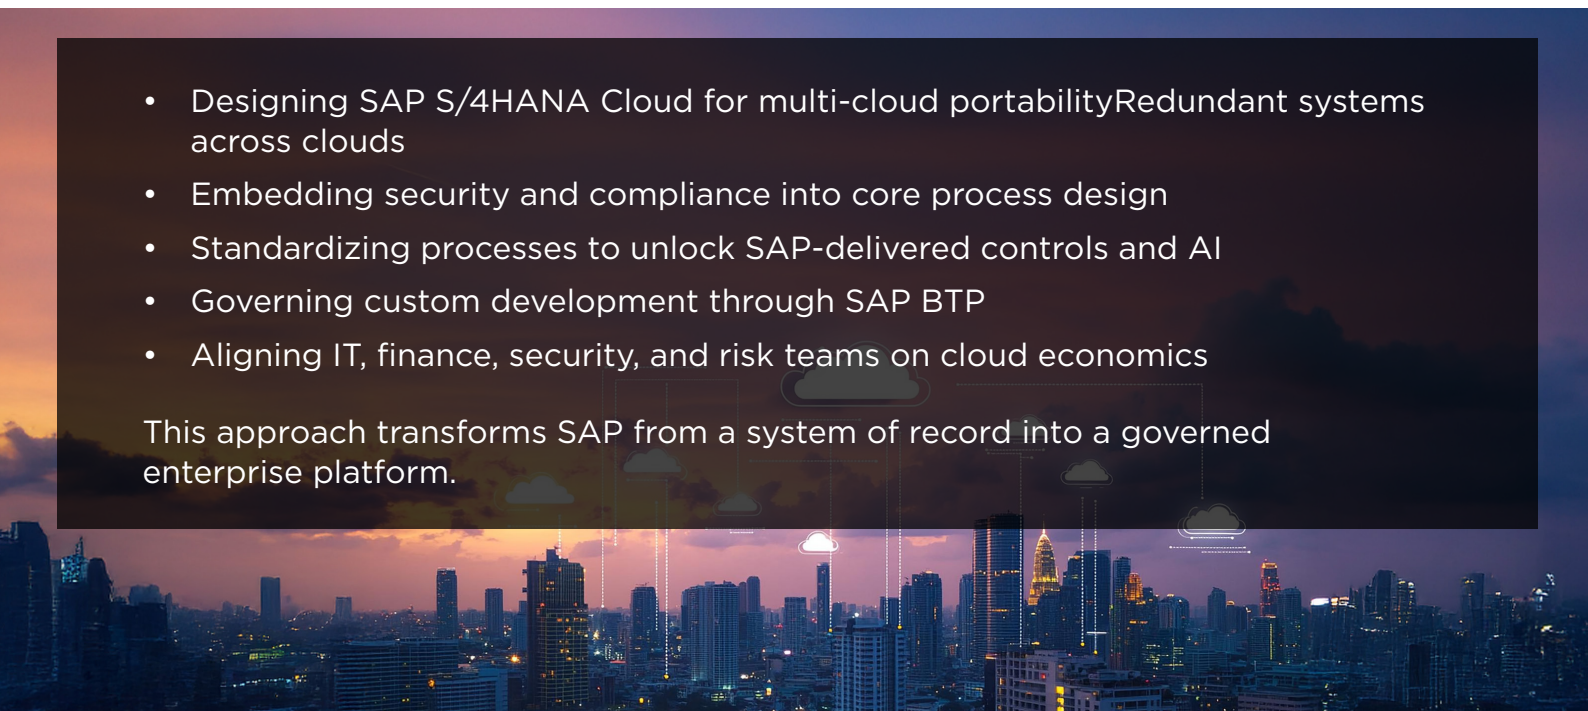 • Designing SAP S/4HANA Cloud for multi-cloud portabilityRedundant systems
across clouds
• Embedding security and compliance into core process design
• Standardizing processes to unlock SAP-delivered controls and AI
• Governing custom development through SAP BTP
• Aligning IT, finance, security, and risk teams on cloud economics
This approach transforms SAP from a system of record into a governed
enterprise platform.